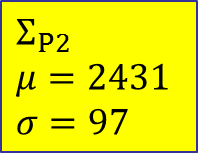 Σ_P2
μ = 2431
σ = 97